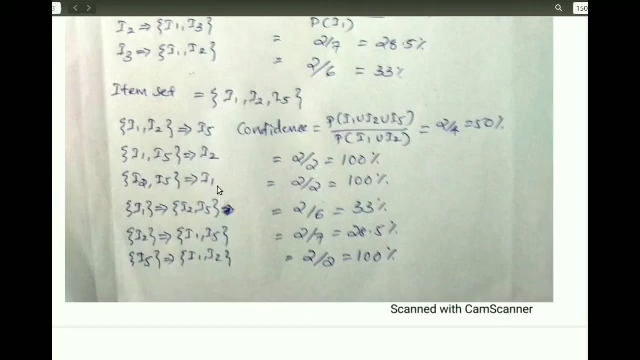 P(I1)
I2 ⇒ {I1, I3} = 2/7 = 28.5%
I3 ⇒ {I1, I2} = 2/6 = 33%
Item set = {I1, I2, I5}
{I1, I2} ⇒ I5 Confidence = P(I1 ∪ I2 ∪ I5) / P(I1 ∪ I2) = 2/4 = 50%
{I1, I5} ⇒ I2 = 2/2 = 100%
{I2, I5} ⇒ I1 = 2/2 = 100%
{I1} ⇒ {I2, I5} = 2/6 = 33%
{I2} ⇒ {I1, I5} = 2/7 = 28.5%
{I5} ⇒ {I1, I2} = 2/2 = 100%
Scanned with CamScanner